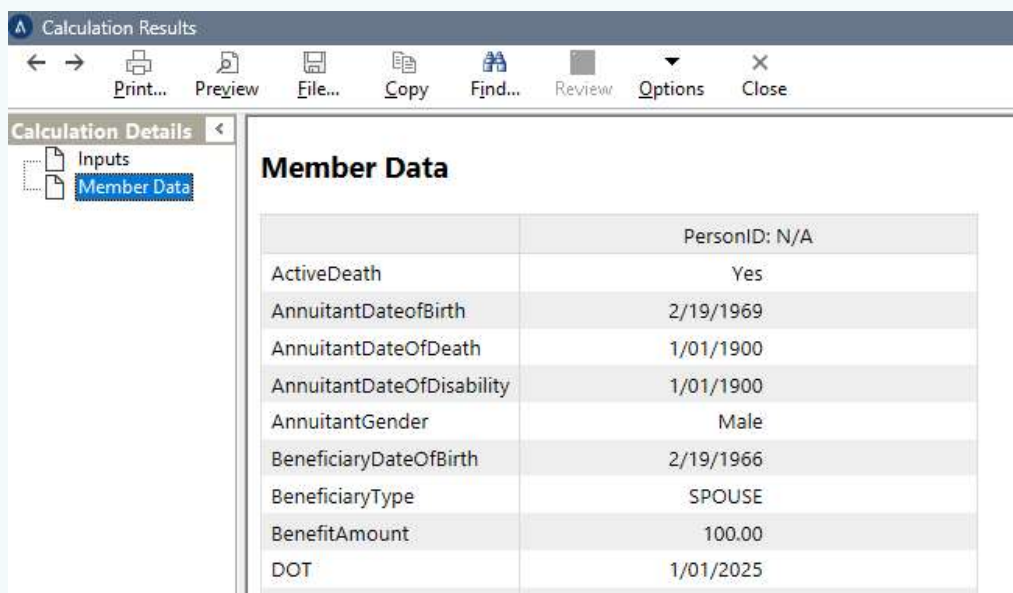 Calculation Results
Print... Preview File... Copy Find... Review Options Close
Calculation Details
Inputs
Member Data
Member Data
PersonID: N/A
ActiveDeath Yes
AnnuitantDateofBirth 2/19/1969
AnnuitantDateOfDeath 1/01/1900
AnnuitantDateOfDisability 1/01/1900
AnnuitantGender Male
BeneficiaryDateOfBirth 2/19/1966
BeneficiaryType SPOUSE
BenefitAmount 100.00
DOT 1/01/2025